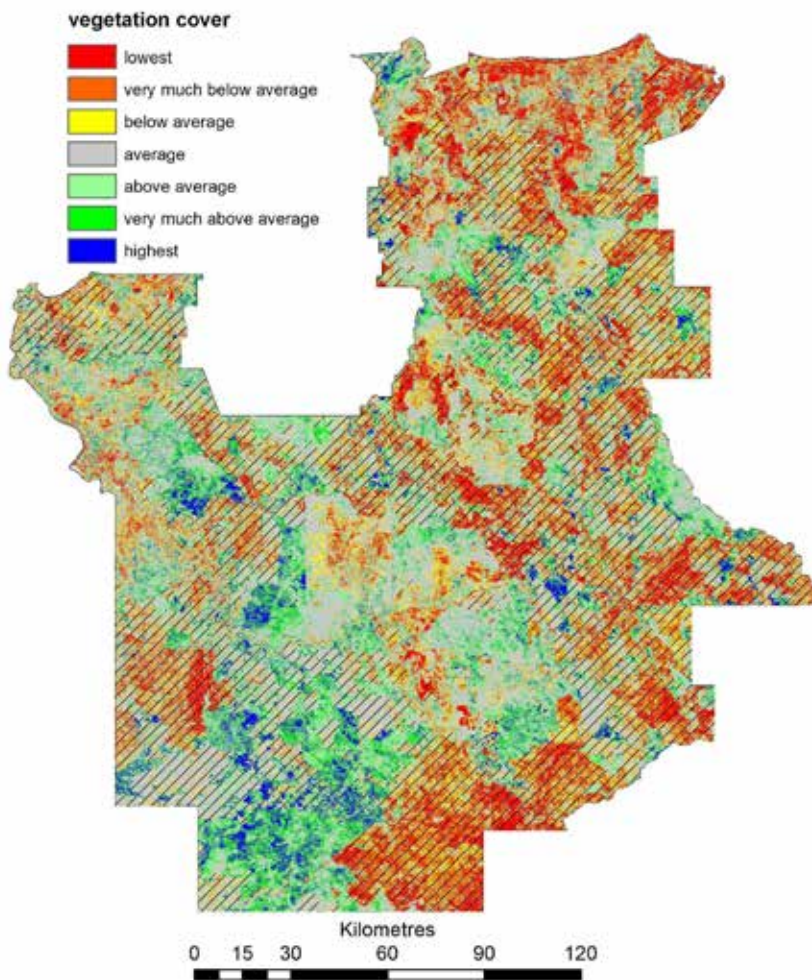 vegetation cover
lowest
very much below average
below average
average
above average
very much above average
highest
Kilometres
0 15 30 60 90 120